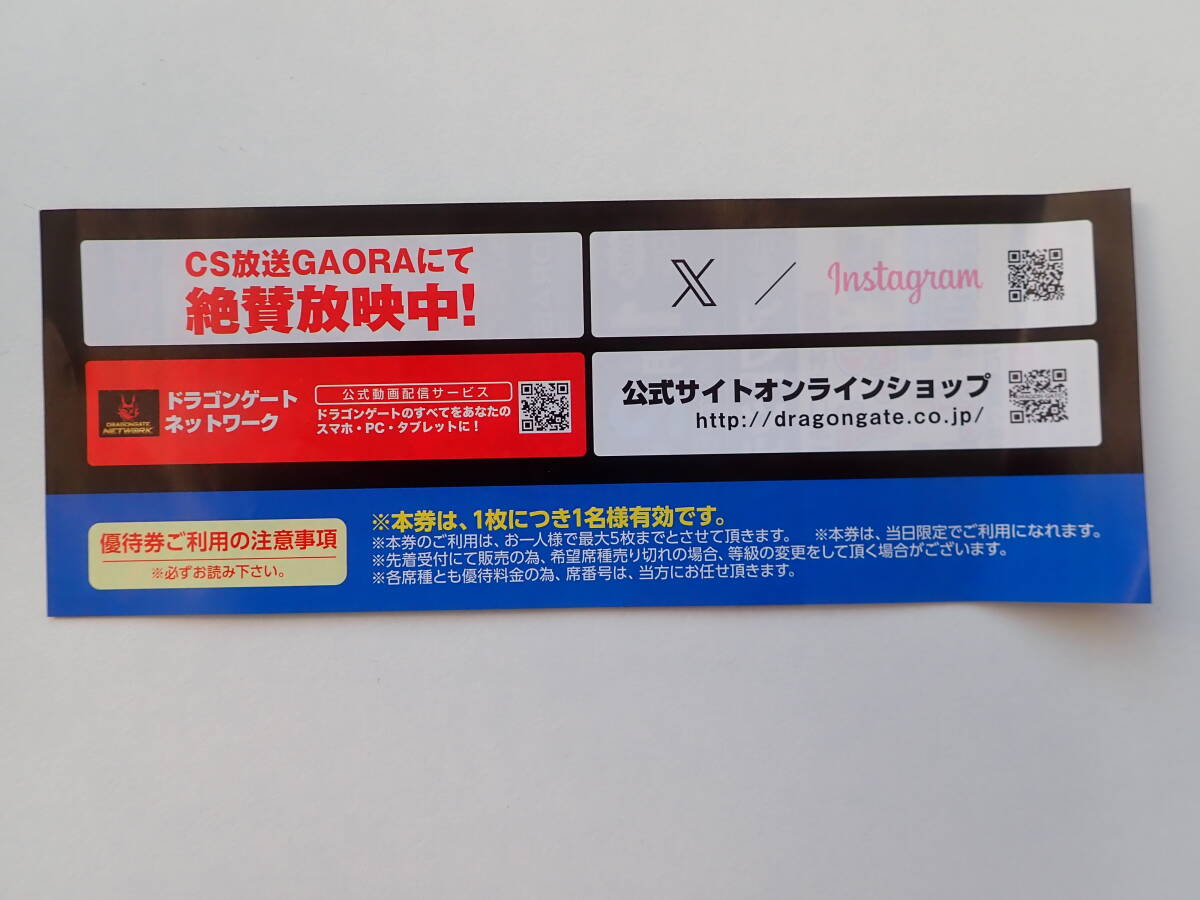 CS放送GAORAにて
絶賛放映中!
X / Instagram
DRAGONGATE
NETWORK
ドラゴンゲート
ネットワーク
公式動画配信サービス
ドラゴンゲートのすべてをあなたの
スマホ・PC・タブレットに!
公式サイトオンラインショップ
http://dragongate.co.jp/
優待券ご利用の注意事項
※必ずお読み下さい。
※本券は、1枚につき1名様有効です。
※本券のご利用は、お一人様で最大5枚までとさせて頂きます。 ※本券は、当日限定でご利用になれます。
※先着受付にて販売の為、希望席種売り切れの場合、等級の変更をして頂く場合がございます。
※各席種とも優待料金の為、席番号は、当方にお任せ頂きます。